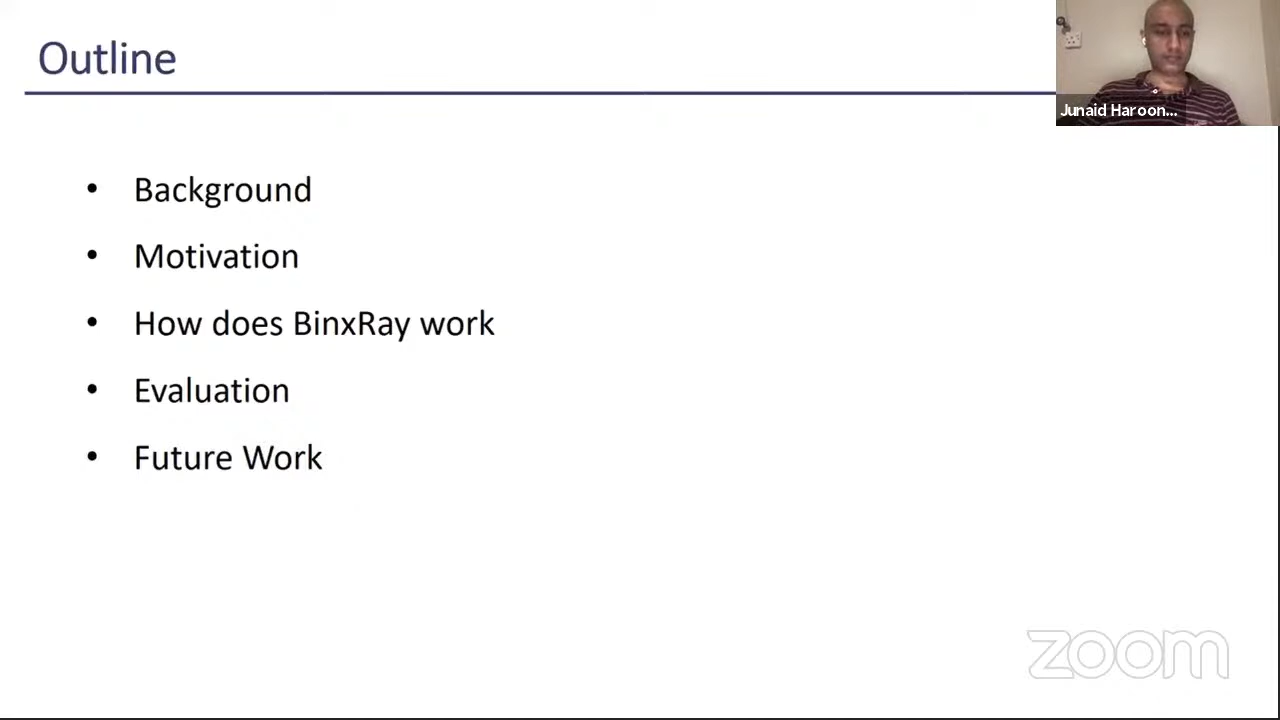 Outline
Junaid Haroon...
• Background
• Motivation
• How does BinxRay work
• Evaluation
• Future Work
zoom